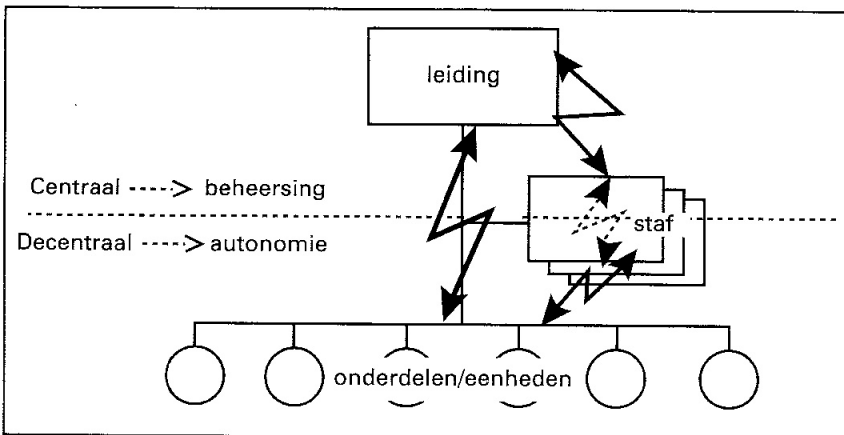 leiding
Centraal ----> beheersing
staf
Decentraal ----> autonomie
onderdelen/eenheden